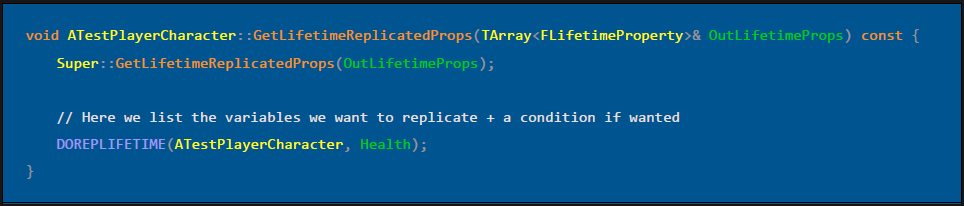 void ATestPlayerCharacter::GetLifetimeReplicatedProps(TArray<FLifetimeProperty>& OutLifetimeProps) const {
Super::GetLifetimeReplicatedProps(OutLifetimeProps);
// Here we list the variables we want to replicate + a condition if wanted
DOREPLIFETIME(ATestPlayerCharacter, Health);
}